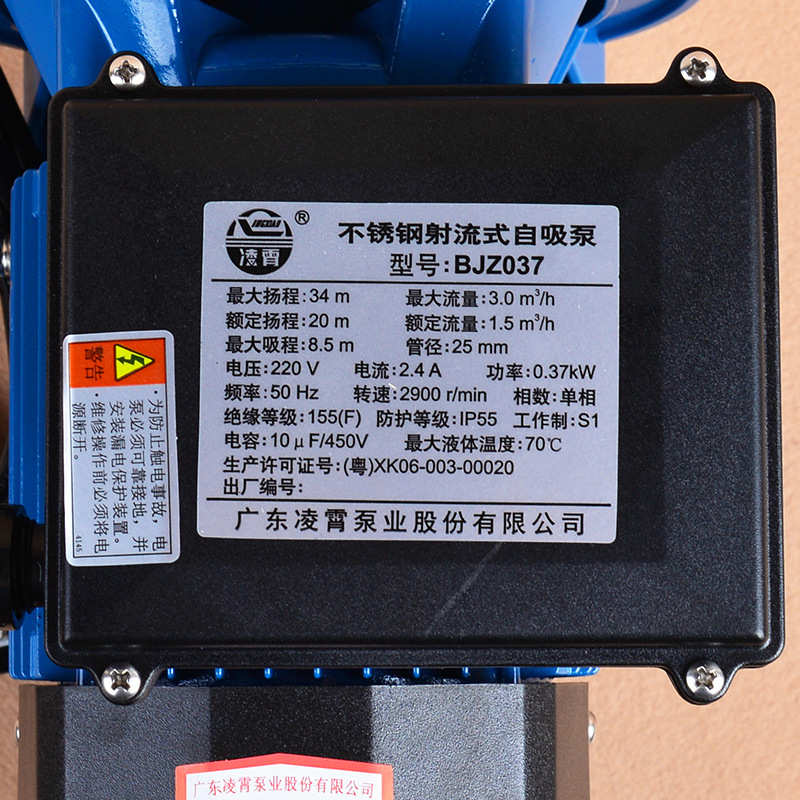 LINGXIAO
凌霄
®
不锈钢射流式自吸泵
型号:BJZ037
最大扬程:34 m 最大流量:3.0 m³/h
额定扬程:20 m 额定流量:1.5 m³/h
最大吸程:8.5 m 管径:25 mm
电压:220 V 电流:2.4 A 功率:0.37kW
频率:50 Hz 转速:2900 r/min 相数:单相
绝缘等级:155(F) 防护等级:IP55 工作制:S1
电容:10 μF/450V 最大液体温度:70℃
生产许可证号:(粤)XK06-003-00020
出厂编号:
广东凌霄泵业股份有限公司
警告
·为防止触电事故,电
泵必须可靠接地,并
安装漏电保护装置。
·维修操作前必须将电
源断开。
4145
广东凌霄泵业股份有限公司